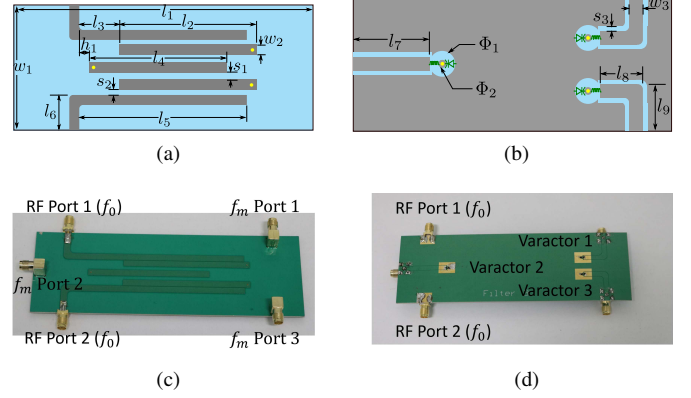 l1
l3
l2
w3
s3
w2
h1
l4
l7
Φ1
w1
s1
l8
s2
Φ2
l6
l5
l9
(a)
(b)
RF Port 1 (f0)
fm Port 1
fm Port 2
RF Port 2 (f0)
fm Port 3
RF Port 1 (f0)
Varactor 1
Varactor 2
Varactor 3
Filter
RF Port 2 (f0)
(c)
(d)